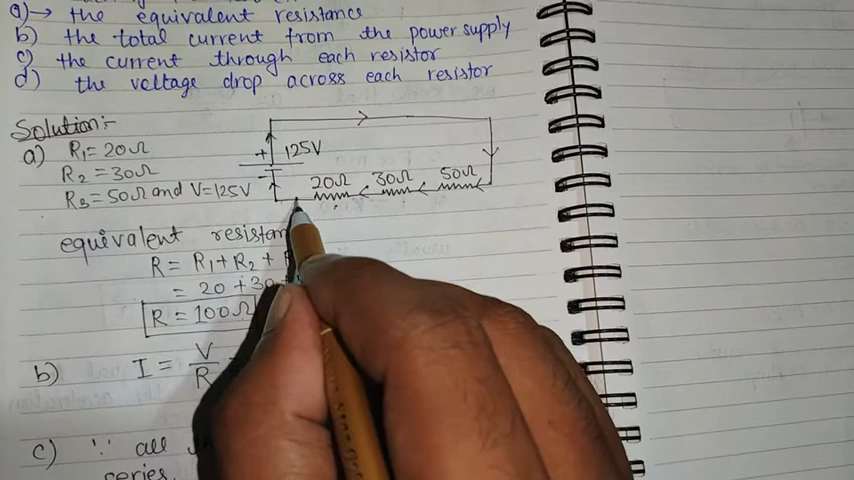 a)→ the equivalent resistance
b) the total current from the power supply
c) the current through each resistor
d) the voltage drop across each resistor
Solution:-
a) R₁ = 20Ω
R₂ = 30Ω
R₃ = 50Ω and V = 125V
+ 125V
-
20Ω 30Ω 50Ω
equivalent
R = R₁ + R₂ +
= 20 + 30
R = 100Ω
b) I = V/R =
c) ∵ all
series.